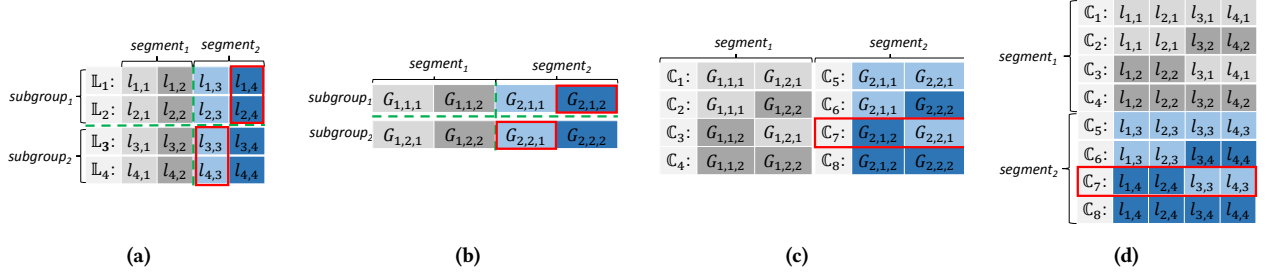 segment₁ segment₂
subgroup₁ 𝕃₁: l₁,₁ l₁,₂ l₁,₃ l₁,₄
𝕃₂: l₂,₁ l₂,₂ l₂,₃ l₂,₄
subgroup₂ 𝕃₃: l₃,₁ l₃,₂ l₃,₃ l₃,₄
𝕃₄: l₄,₁ l₄,₂ l₄,₃ l₄,₄
(a)
segment₁ segment₂
subgroup₁ G₁,₁,₁ G₁,₁,₂ G₂,₁,₁ G₂,₁,₂
subgroup₂ G₁,₂,₁ G₁,₂,₂ G₂,₂,₁ G₂,₂,₂
(b)
segment₁ segment₂
ℂ₁: G₁,₁,₁ G₁,₂,₁ ℂ₅: G₂,₁,₁ G₂,₂,₁
ℂ₂: G₁,₁,₁ G₁,₂,₂ ℂ₆: G₂,₁,₁ G₂,₂,₂
ℂ₃: G₁,₁,₂ G₁,₂,₁ ℂ₇: G₂,₁,₂ G₂,₂,₁
ℂ₄: G₁,₁,₂ G₁,₂,₂ ℂ₈: G₂,₁,₂ G₂,₂,₂
(c)
segment₁
ℂ₁: l₁,₁ l₂,₁ l₃,₁ l₄,₁
ℂ₂: l₁,₁ l₂,₁ l₃,₂ l₄,₂
ℂ₃: l₁,₂ l₂,₂ l₃,₁ l₄,₁
ℂ₄: l₁,₂ l₂,₂ l₃,₂ l₄,₂
segment₂
ℂ₅: l₁,₃ l₂,₃ l₃,₃ l₄,₃
ℂ₆: l₁,₃ l₂,₃ l₃,₄ l₄,₄
ℂ₇: l₁,₄ l₂,₄ l₃,₃ l₄,₃
ℂ₈: l₁,₄ l₂,₄ l₃,₄ l₄,₄
(d)